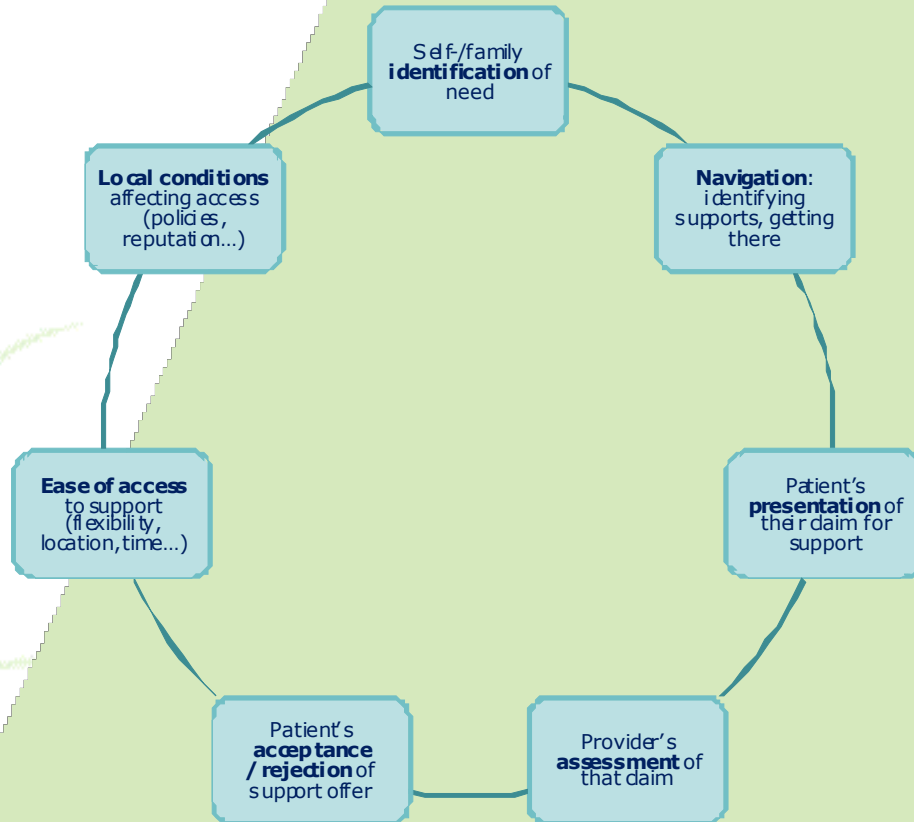 Self-/family
identification of
need
Navigation:
identifying
supports, getting
there
Patient's
presentation of
their claim for
support
Provider's
assessment of
that claim
Patient's
acceptance
/ rejection of
support offer
Ease of access
to support
(flexibility,
location, time...)
Local conditions
affecting access
(policies,
reputation...)